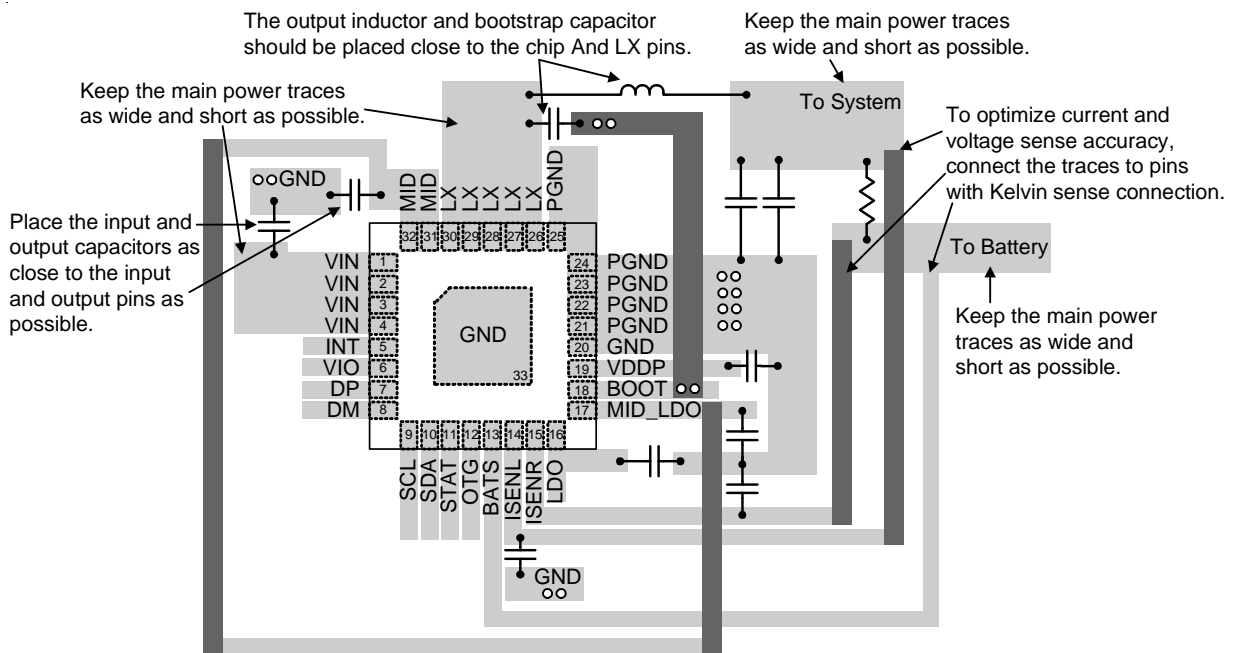 The output inductor and bootstrap capacitor
should be placed close to the chip And LX pins.
Keep the main power traces
as wide and short as possible.
Keep the main power traces
as wide and short as possible.
To System
To optimize current and
voltage sense accuracy,
connect the traces to pins
with Kelvin sense connection.
GND
Place the input and
output capacitors as
close to the input
and output pins as
possible.
MID
MID
LX
LX
LX
LX
LX
PGND
32
31
30
29
28
27
26
25
To Battery
Keep the main power
traces as wide and
short as possible.
VIN 1
VIN 2
VIN 3
VIN 4
INT 5
VIO 6
DP 7
DM 8
GND
33
24 PGND
23 PGND
22 PGND
21 PGND
20 GND
19 VDDP
18 BOOT
17 MID_LDO
9
10
11
12
13
14
15
16
SCL
SDA
STAT
OTG
BATS
ISENL
ISENR
LDO
GND